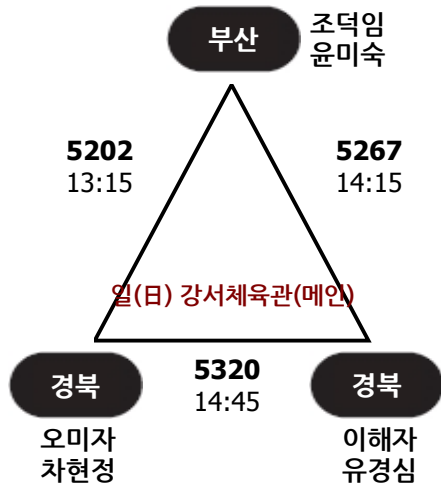 부산
조덕임
윤미숙
5202
13:15
5267
14:15
일(日) 강서체육관(메인)
경북
오미자
차현정
5320
14:45
경북
이해자
유경심